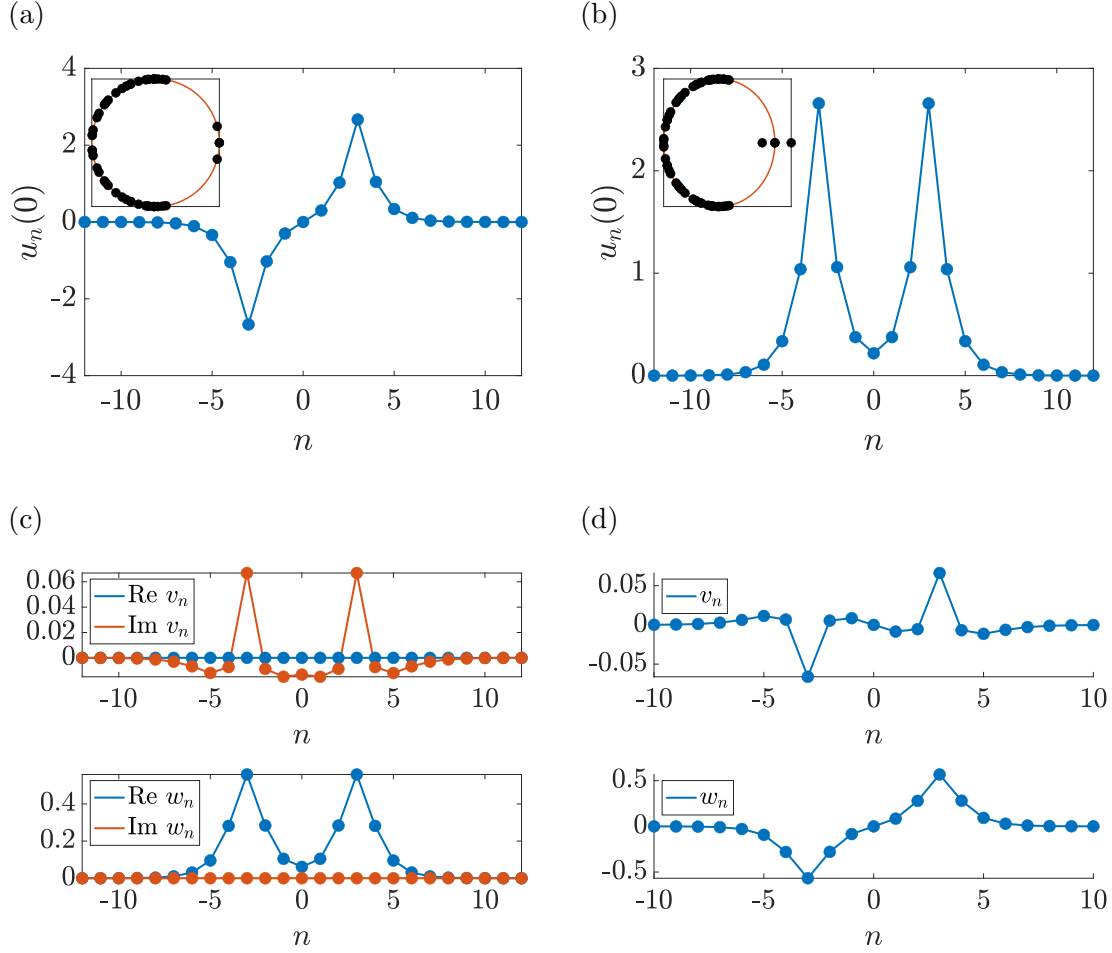 (a)
4
2
0
-2
-4
u_n(0)
-10 -5 0 5 10
n
(b)
3
2
1
0
u_n(0)
-10 -5 0 5 10
n
(c)
0.06
0.04
0.02
0
Re v_n
Im v_n
-10 -5 0 5 10
n
0.4
0.2
0
Re w_n
Im w_n
-10 -5 0 5 10
n
(d)
0.05
0
-0.05
v_n
-10 -5 0 5 10
n
0.5
0
-0.5
w_n
-10 -5 0 5 10
n